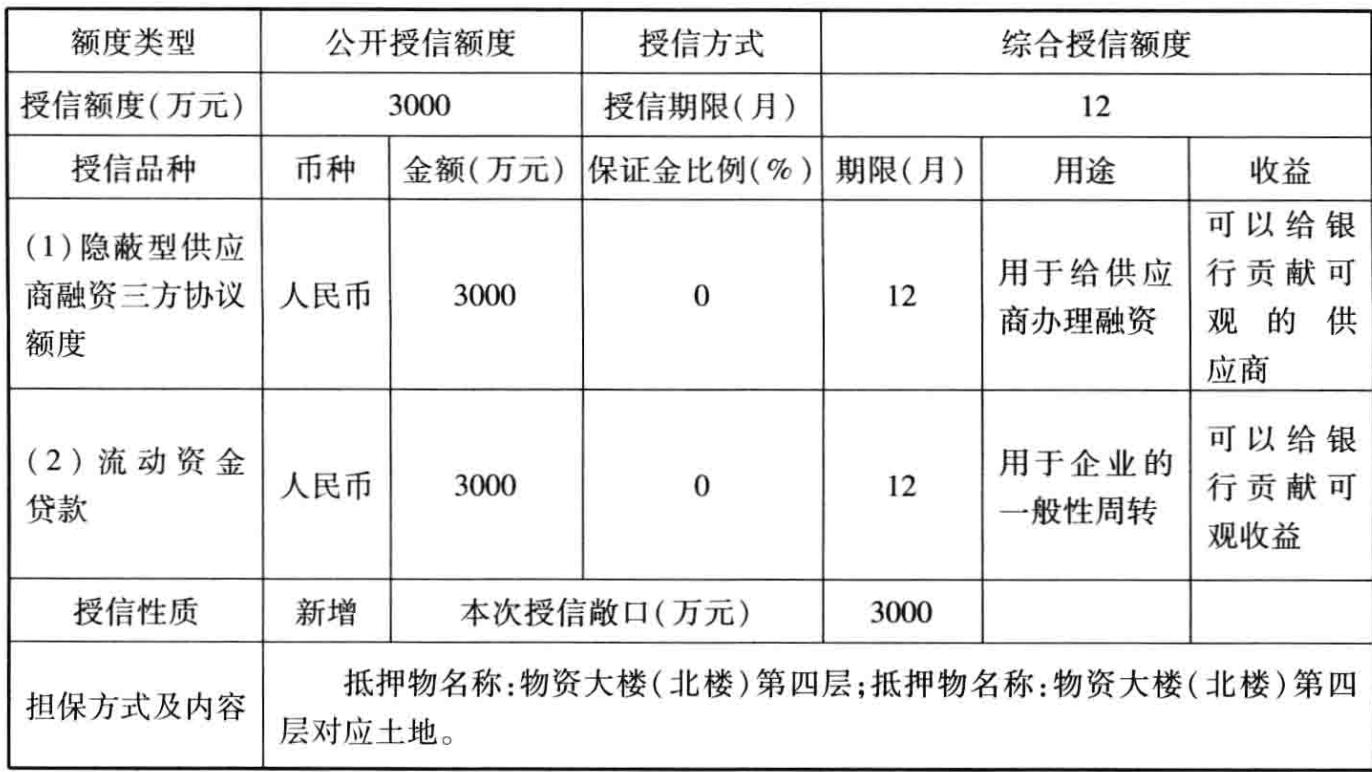 额度类型 公开授信额度 授信方式 综合授信额度
授信额度(万元) 3000 授信期限(月) 12
授信品种 币种 金额(万元) 保证金比例(%) 期限(月) 用途 收益
(1)隐蔽型供应
商融资三方协议
额度
人民币
3000
0
12
用于给供应
商办理融资
可以给银
行贡献可
观的供
应商
(2)流动资金
贷款
人民币
3000
0
12
用于企业的
一般性周转
可以给银
行贡献可
观收益
授信性质 新增 本次授信敞口(万元) 3000
担保方式及内容
抵押物名称:物资大楼(北楼)第四层;抵押物名称:物资大楼(北楼)第四
层对应土地。